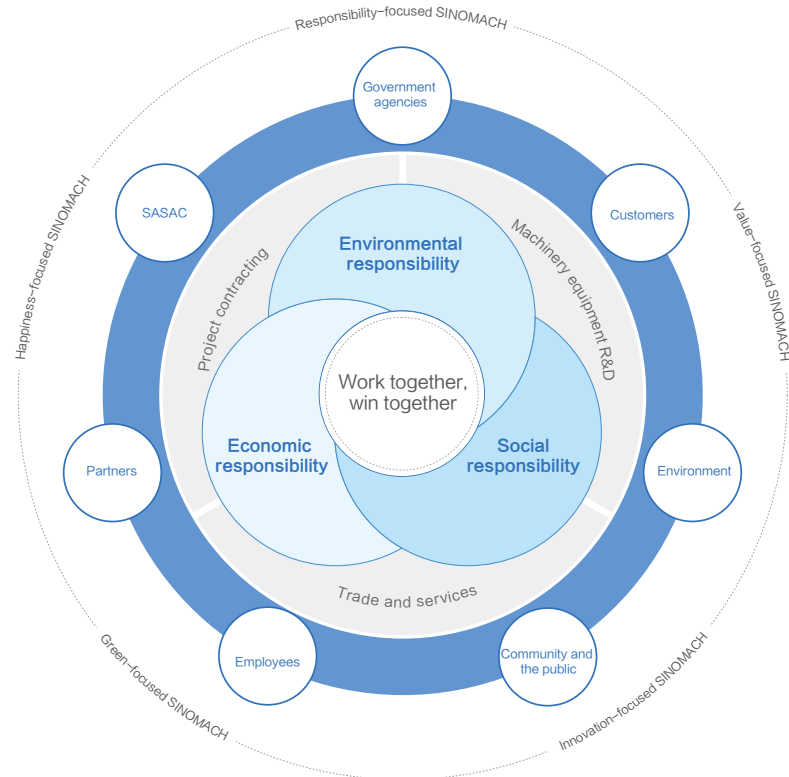 Responsibility-focused SINOMACH
Government
agencies
SASAC
Customers
Happiness-focused SINOMACH
Value-focused SINOMACH
Project contracting
Machinery equipment R&D
Environmental
responsibility
Work together,
win together
Economic
responsibility
Social
responsibility
Partners
Environment
Trade and services
Employees
Community and
the public
Green-focused SINOMACH
Innovation-focused SINOMACH